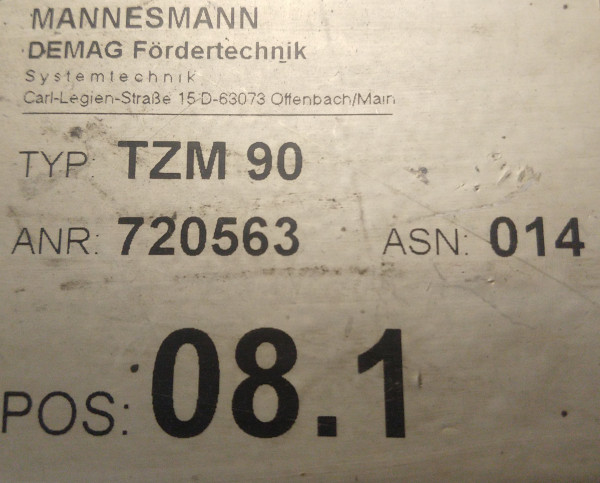 MANNESMANN
DEMAG Fördertechnik
Systemtechnik
Carl-Legien-Straße 15 D-63073 Offenbach/Main
TYP: TZM 90
ANR: 720563 ASN: 014
POS: 08.1